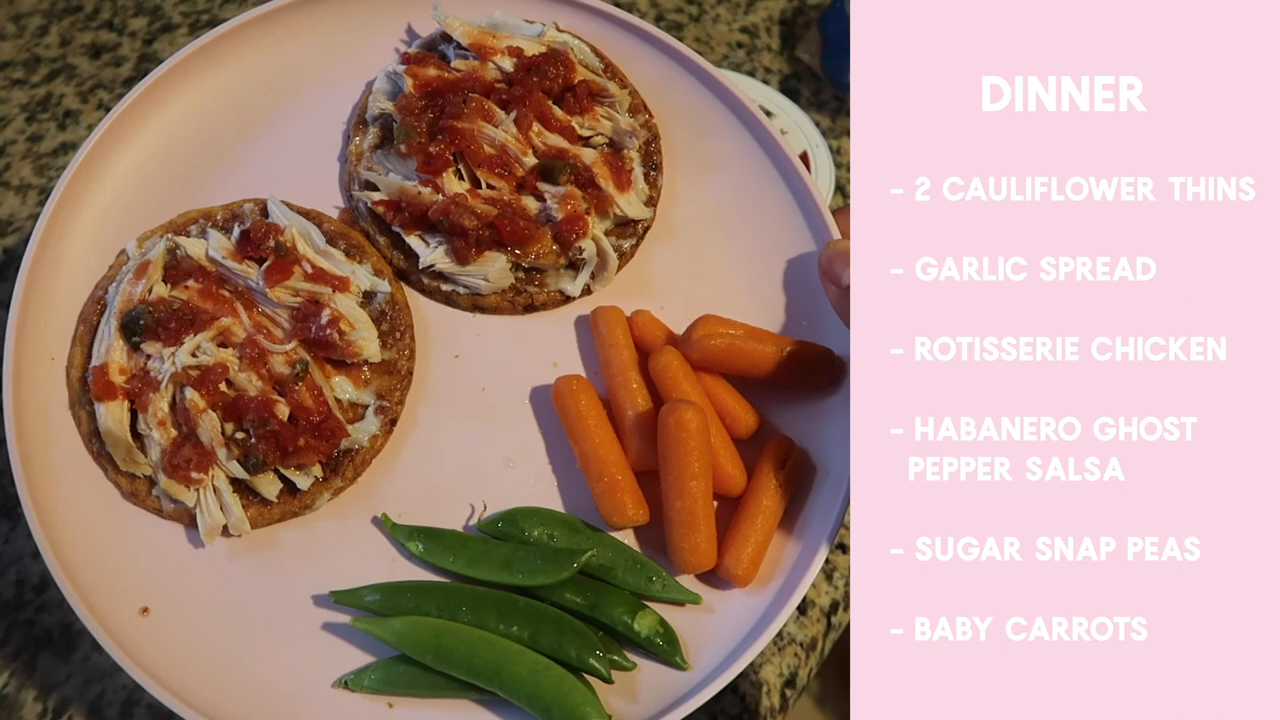 DINNER
- 2 CAULIFLOWER THINS
- GARLIC SPREAD
- ROTISSERIE CHICKEN
- HABANERO GHOST
PEPPER SALSA
- SUGAR SNAP PEAS
- BABY CARROTS